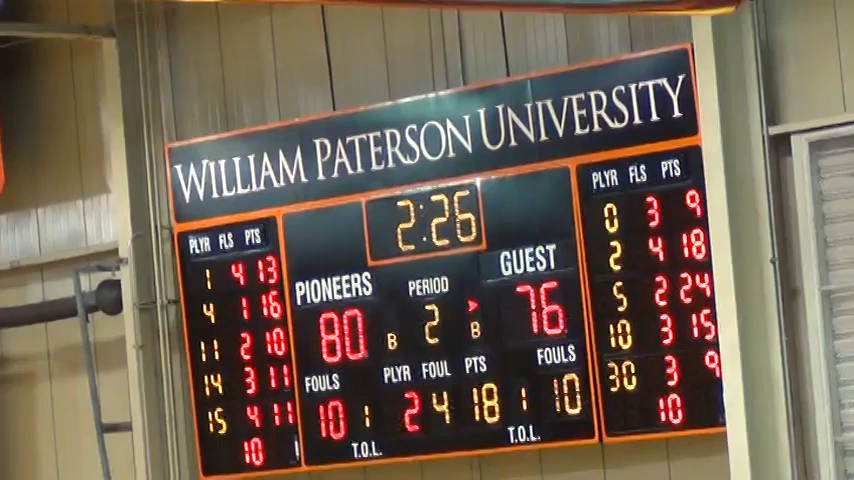 WILLIAM PATERSON UNIVERSITY
PLYR FLS PTS
1 4 13
4 1 16
11 2 10
14 3 11
15 4 11
10
2:26
PIONEERS PERIOD GUEST
80 B 2 B 76
FOULS PLYR FOUL PTS FOULS
10 1 2 4 18 1 10
T.O.L. T.O.L.
PLYR FLS PTS
0 3 9
2 4 18
5 2 24
10 3 15
30 3 9
10